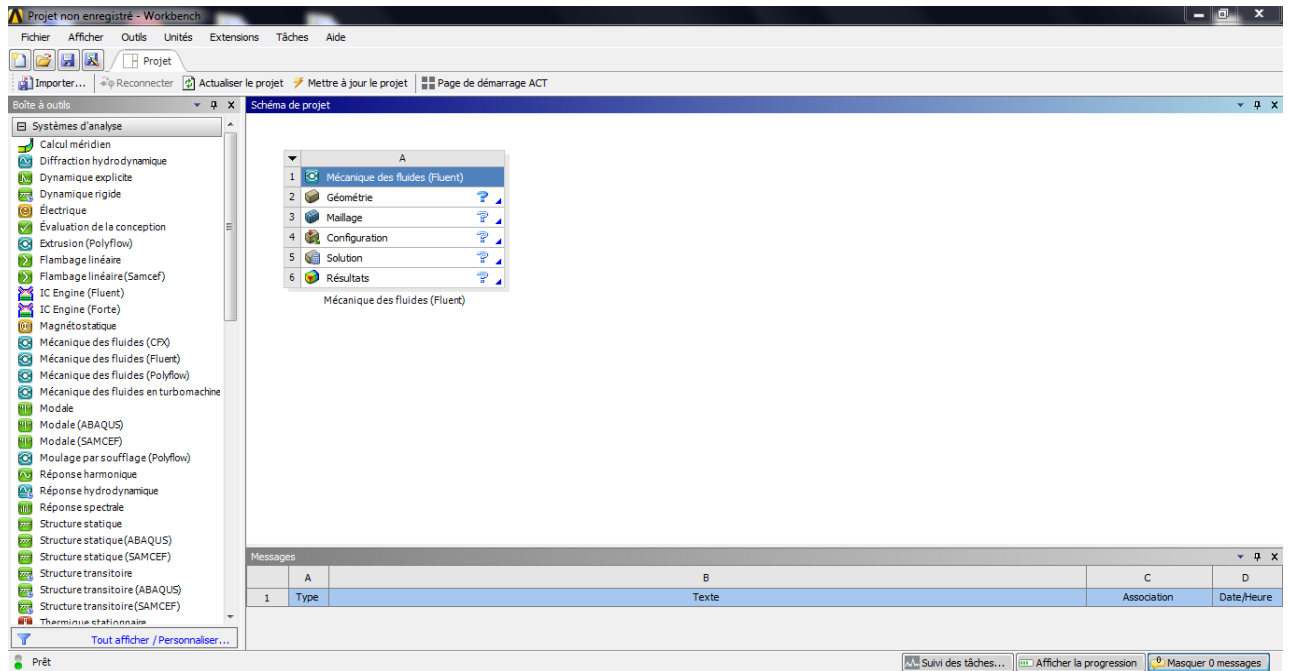 Projet non enregistré - Workbench
Fichier Afficher Outils Unités Extensions Tâches Aide
Projet
Importer... Reconnecter Actualiser le projet Mettre à jour le projet Page de démarrage ACT
Boîte à outils
Systèmes d'analyse
Calcul méridien
Diffraction hydrodynamique
Dynamique explicite
Dynamique rigide
Électrique
Évaluation de la conception
Extrusion (Polyflow)
Flambage linéaire
Flambage linéaire (Samcef)
IC Engine (Fluent)
IC Engine (Forte)
Magnétostatique
Mécanique des fluides (CFX)
Mécanique des fluides (Fluent)
Mécanique des fluides (Polyflow)
Mécanique des fluides en turbomachine
Modale
Modale (ABAQUS)
Modale (SAMCEF)
Moulage par soufflage (Polyflow)
Réponse harmonique
Réponse hydrodynamique
Réponse spectrale
Structure statique
Structure statique (ABAQUS)
Structure statique (SAMCEF)
Structure transitoire
Structure transitoire (ABAQUS)
Structure transitoire (SAMCEF)
Thermique stationnaire
Tout afficher / Personnaliser...
Schéma de projet
A
1 Mécanique des fluides (Fluent)
2 Géométrie ?
3 Maillage ?
4 Configuration ?
5 Solution ?
6 Résultats ?
Mécanique des fluides (Fluent)
Messages
A B C D
1 Type Texte Association Date/Heure
Prêt
Suivi des tâches... Afficher la progression Masquer 0 messages